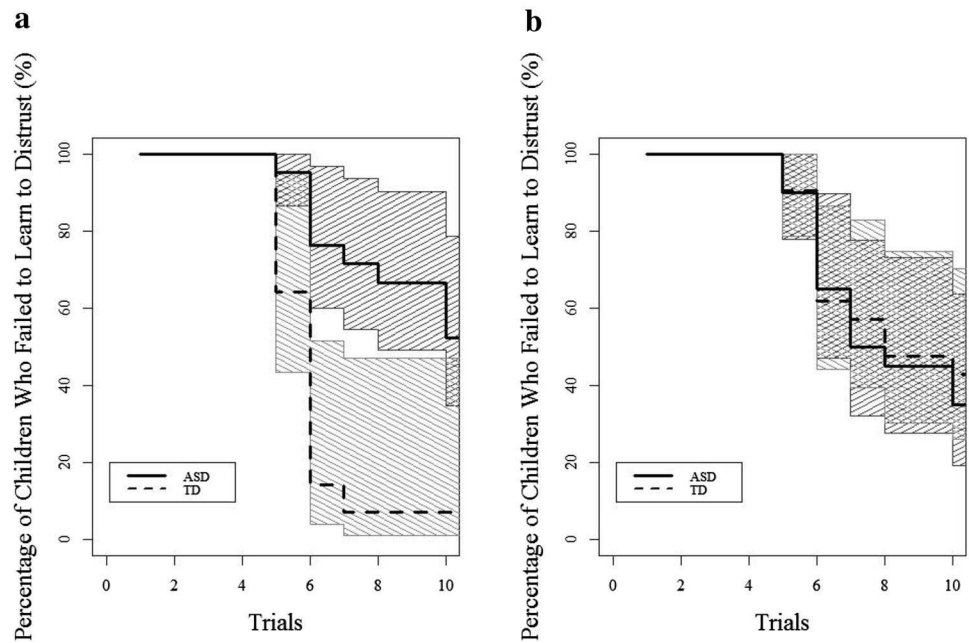 a
Percentage of Children Who Failed to Learn to Distrust (%)
100
80
60
40
20
0
ASD
TD
0 2 4 6 8 10
Trials
b
Percentage of Children Who Failed to Learn to Distrust (%)
100
80
60
40
20
0
ASD
TD
0 2 4 6 8 10
Trials